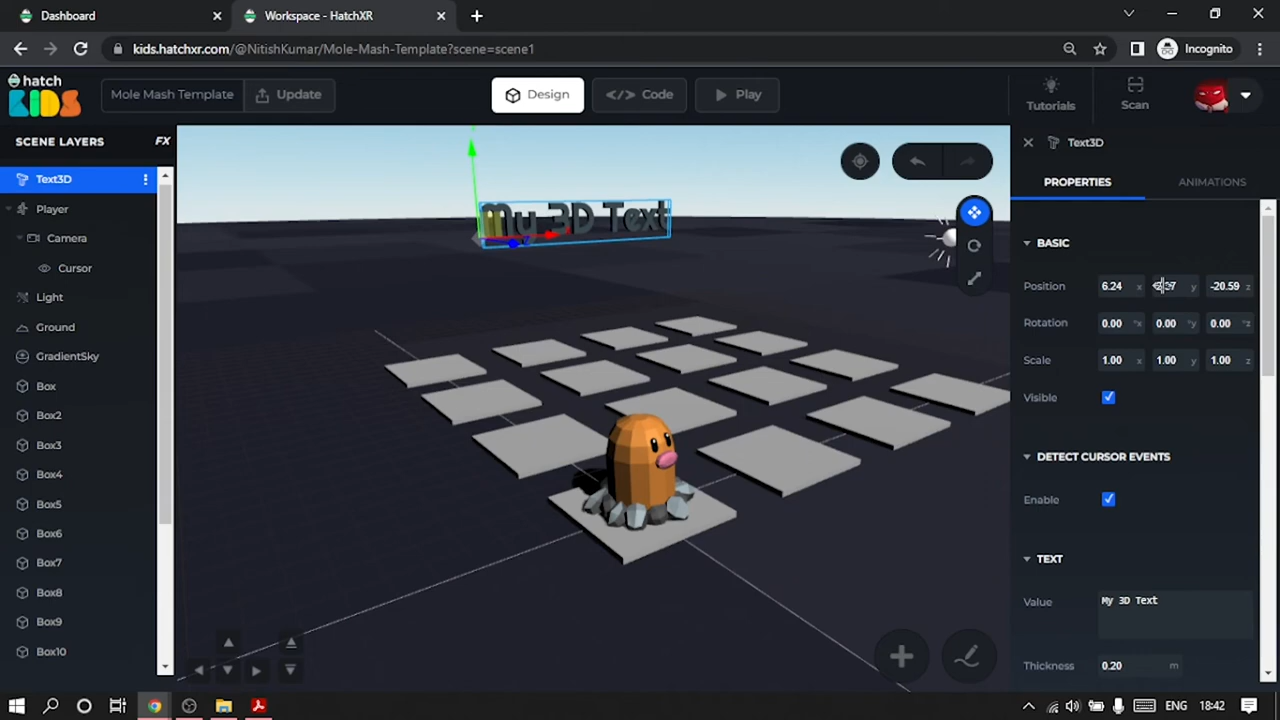 Dashboard
Workspace - HatchXR
kids.hatchxr.com/@NitishKumar/Mole-Mash-Template?scene=scene1
Incognito
hatch
KIDS
Mole Mash Template
Update
Design
</> Code
Play
Tutorials
Scan
SCENE LAYERS
FX
Text3D
Player
Camera
Cursor
Light
Ground
GradientSky
Box
Box2
Box3
Box4
Box5
Box6
Box7
Box8
Box9
Box10
My 3D Text
Text3D
PROPERTIES
ANIMATIONS
BASIC
Position
6.24 x
y
-20.59 z
Rotation
0.00 °x
0.00 °y
0.00 °z
Scale
1.00 x
1.00 y
1.00 z
Visible
DETECT CURSOR EVENTS
Enable
TEXT
Value
My 3D Text
Thickness
0.20 m
ENG
18:42